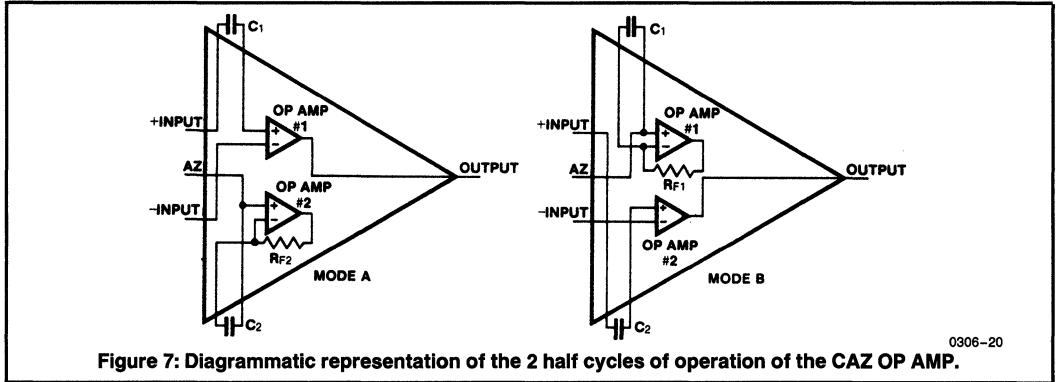 C1
OP AMP
#1
+INPUT
AZ
-INPUT
OP AMP
#2
RF2
OUTPUT
MODE A
C2
C1
OP AMP
#1
+INPUT
AZ
-INPUT
RF1
OP AMP
#2
OUTPUT
MODE B
C2
0306-20
Figure 7: Diagrammatic representation of the 2 half cycles of operation of the CAZ OP AMP.